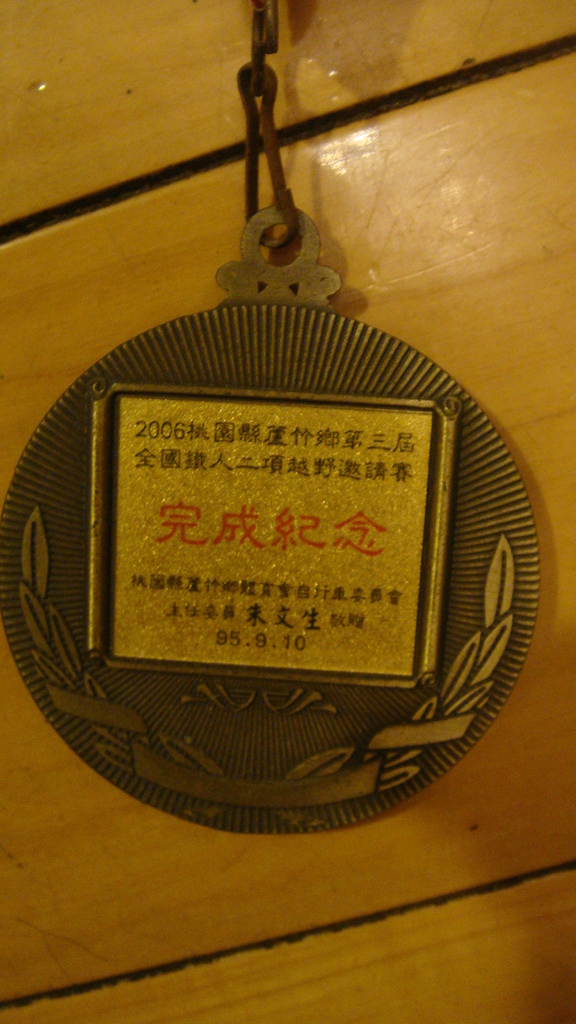 2006桃園縣蘆竹鄉第三屆
全國鐵人二項越野邀請賽
完成紀念
桃園縣蘆竹鄉體育會自行車委員會
主任委員 朱文生 敬贈
95.9.10